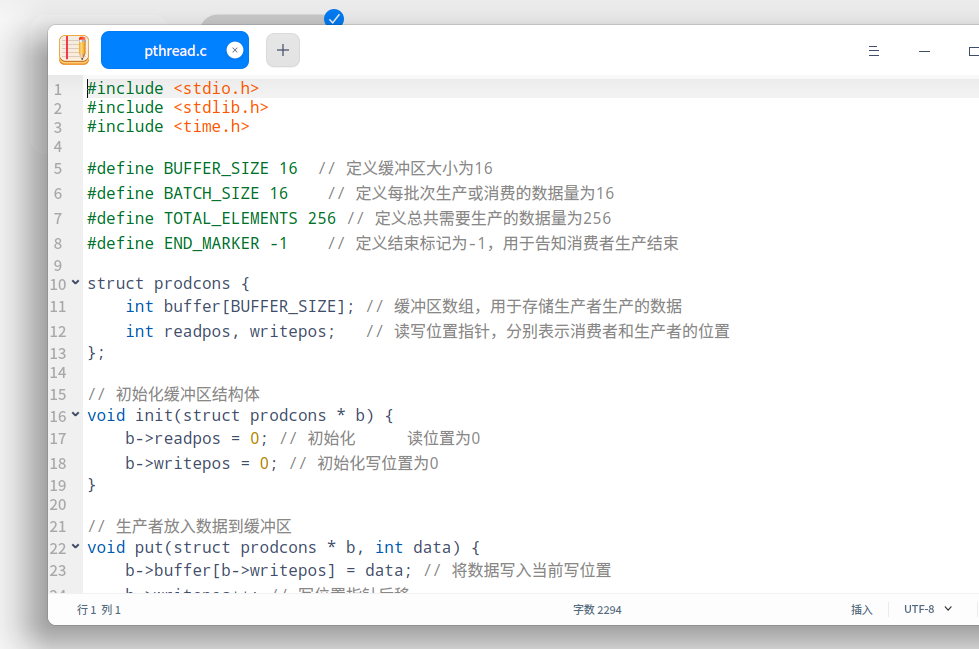 pthread.c
1 #include <stdio.h>
2 #include <stdlib.h>
3 #include <time.h>
4
5 #define BUFFER_SIZE 16  // 定义缓冲区大小为16
6 #define BATCH_SIZE 16    // 定义每批次生产或消费的数据量为16
7 #define TOTAL_ELEMENTS 256 // 定义总共需要生产的数据量为256
8 #define END_MARKER -1    // 定义结束标记为-1，用于告知消费者生产结束
9
10 struct prodcons {
11     int buffer[BUFFER_SIZE]; // 缓冲区数组，用于存储生产者生产的数据
12     int readpos, writepos;   // 读写位置指针，分别表示消费者和生产者的位置
13 };
14
15 // 初始化缓冲区结构体
16 void init(struct prodcons * b) {
17     b->readpos = 0; // 初始化     读位置为0
18     b->writepos = 0; // 初始化写位置为0
19 }
20
21 // 生产者放入数据到缓冲区
22 void put(struct prodcons * b, int data) {
23     b->buffer[b->writepos] = data; // 将数据写入当前写位置
24     b->writepos++; // 写位置指针后移
行 1 列 1 字数 2294 插入 UTF-8